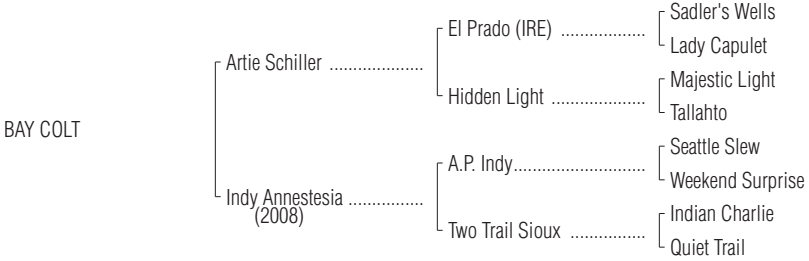 Sadler's Wells
El Prado (IRE) ...................
Lady Capulet
Artie Schiller .....................
Majestic Light
Hidden Light .....................
Tallahto
BAY COLT
Seattle Slew
A.P. Indy..............................
Weekend Surprise
Indy Annestesia .................
(2008)
Indian Charlie
Two Trail Sioux .................
Quiet Trail